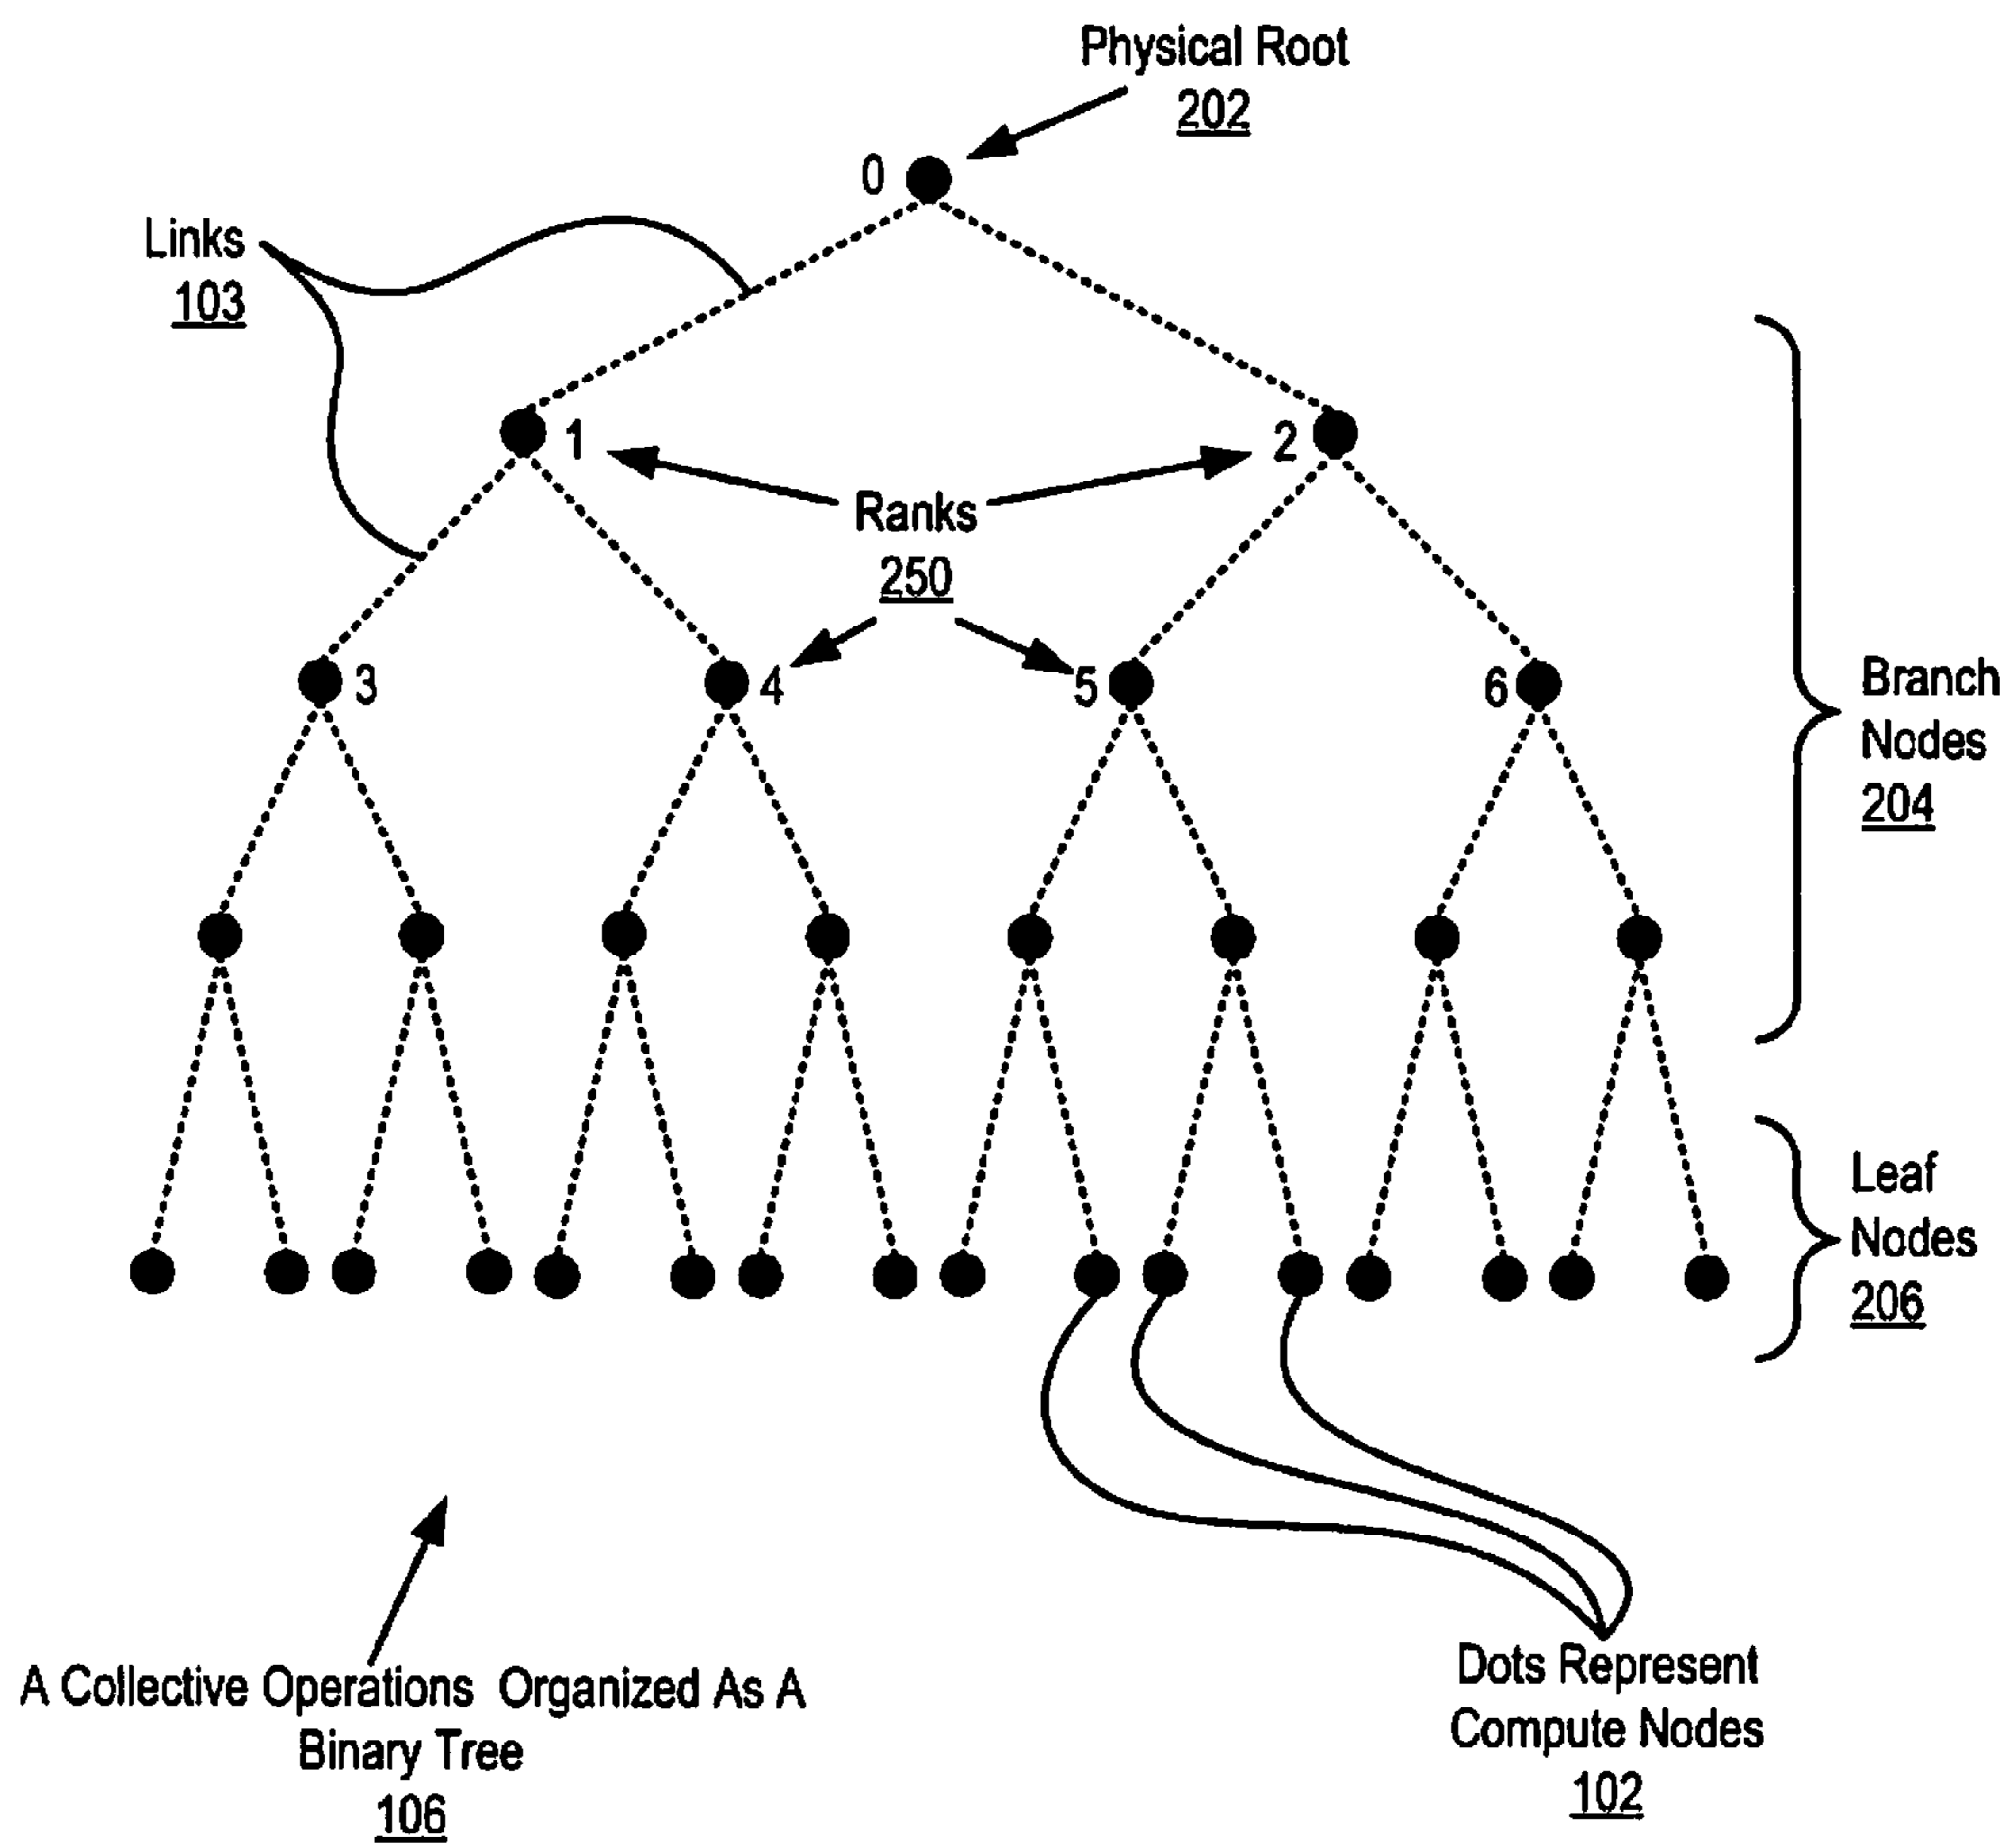 Physical Root
202
0
Links
103
1
2
Ranks
250
3
4
5
6
Branch
Nodes
204
Leaf
Nodes
206
A Collective Operations Organized As A
Binary Tree
106
Dots Represent
Compute Nodes
102